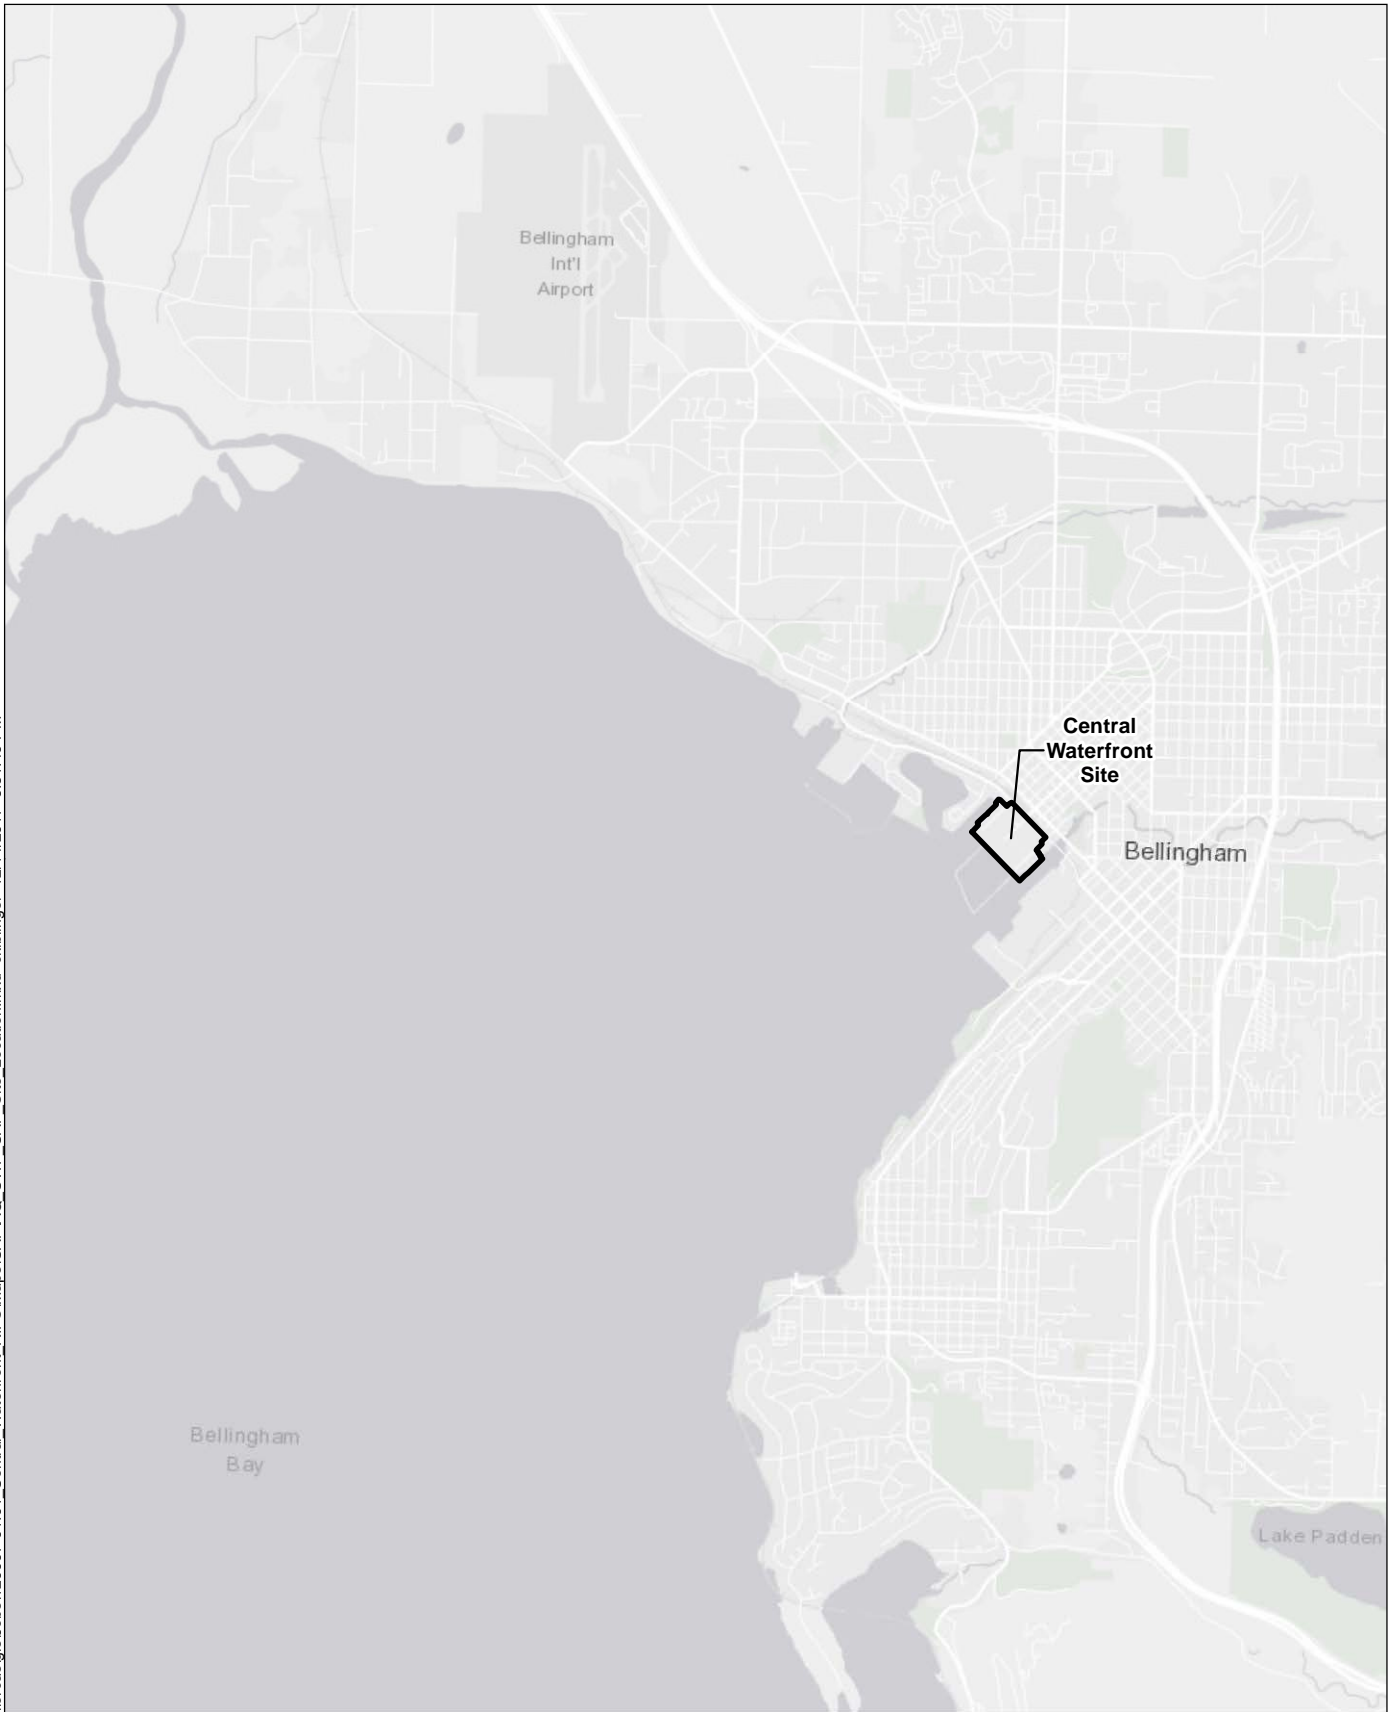 Bellingham
Int'l
Airport
Central
Waterfront
Site
Bellingham
Bellingham
Bay
Lake Padden